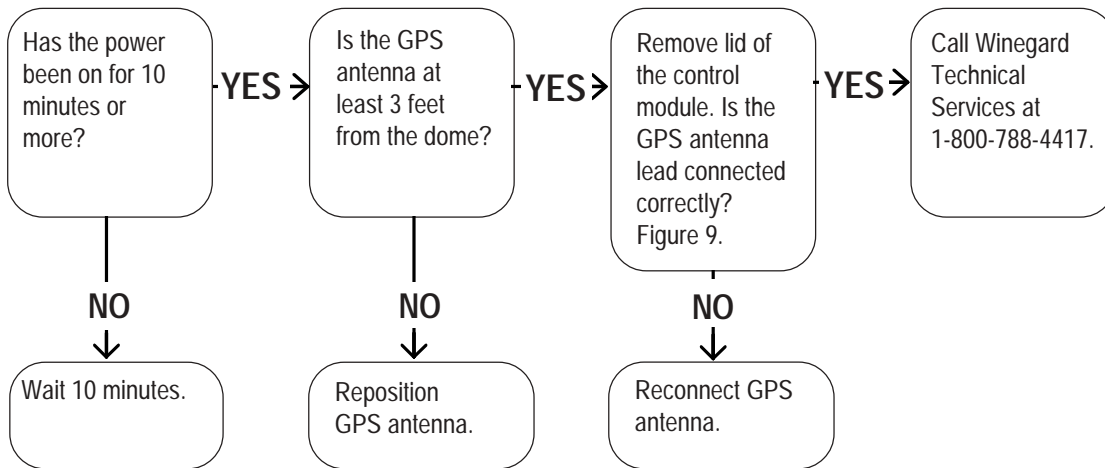 Has the power
been on for 10
minutes or
more?
YES
Is the GPS
antenna at
least 3 feet
from the dome?
YES
Remove lid of
the control
module. Is the
GPS antenna
lead connected
correctly?
Figure 9.
YES
Call Winegard
Technical
Services at
1-800-788-4417.
NO
NO
NO
Wait 10 minutes.
Reposition
GPS antenna.
Reconnect GPS
antenna.